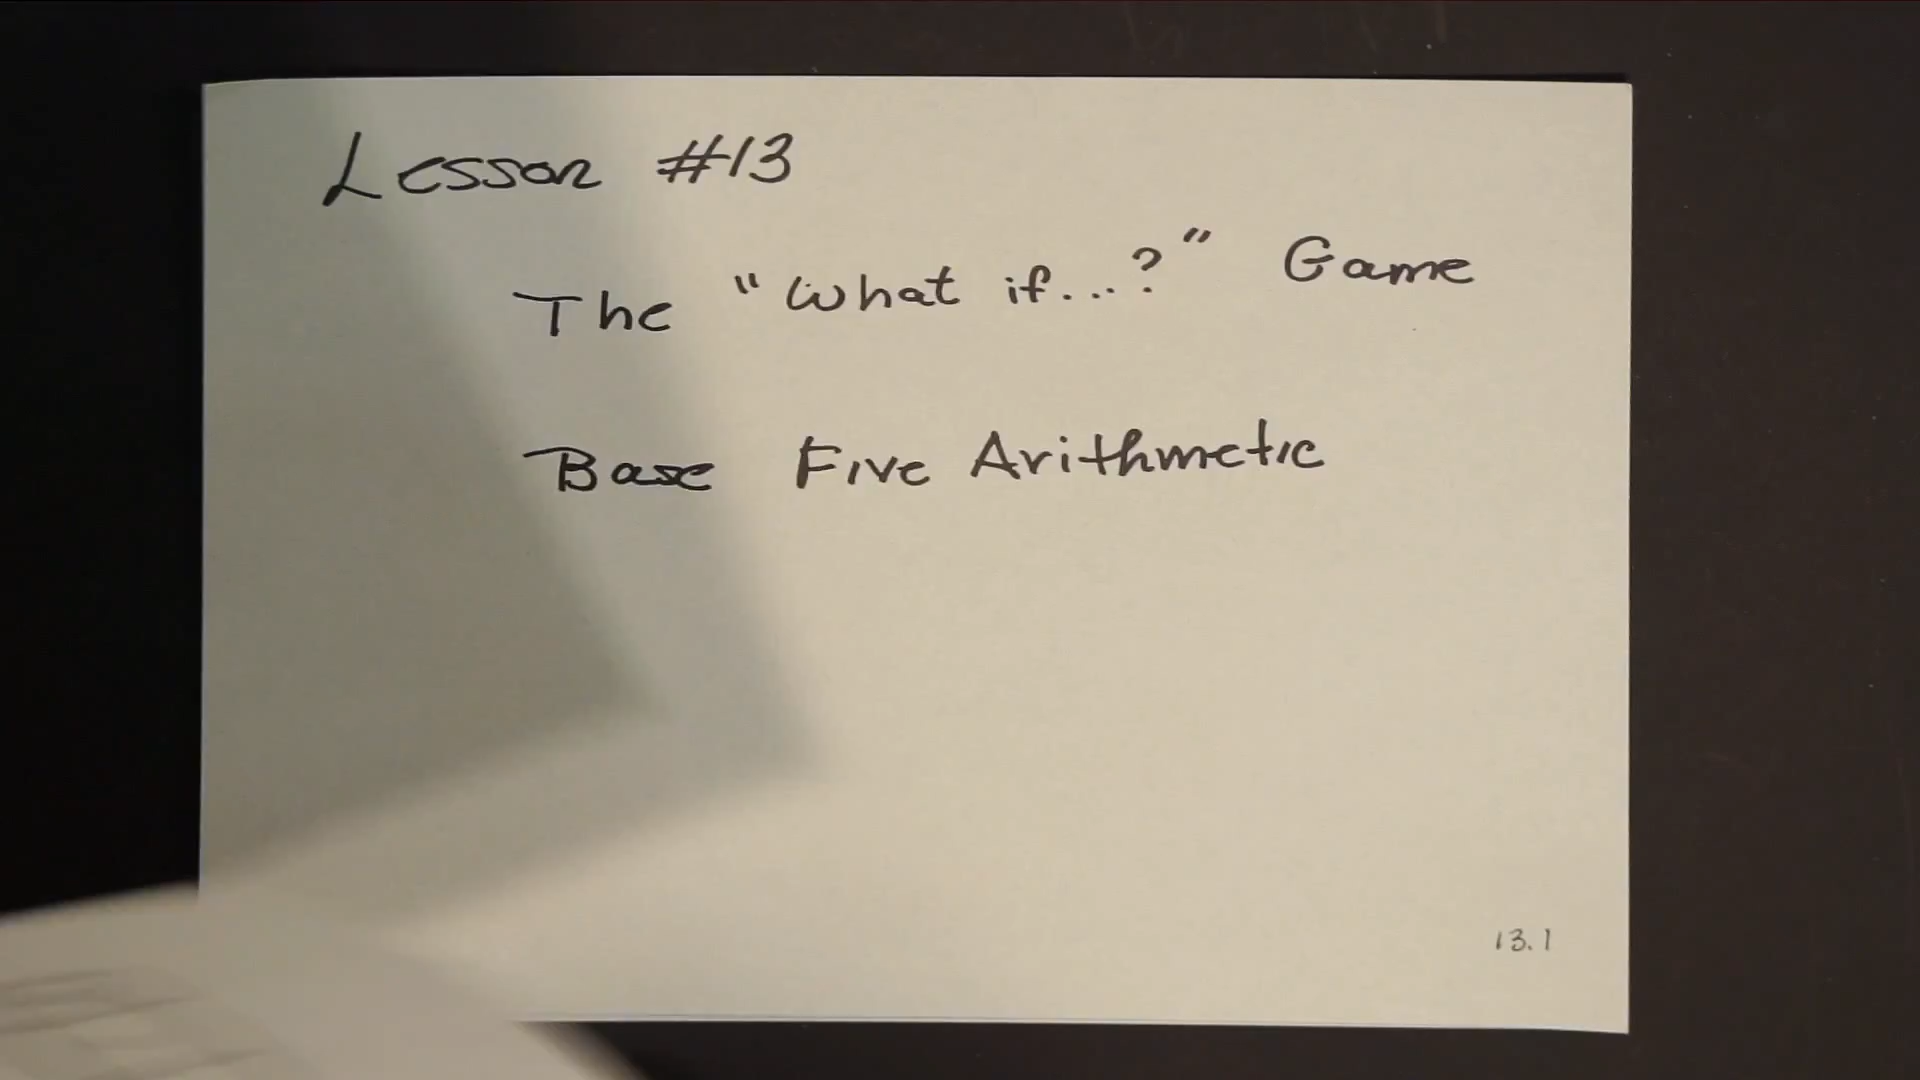 Lesson #13
The "What if...?" Game
Base Five Arithmetic
13.1